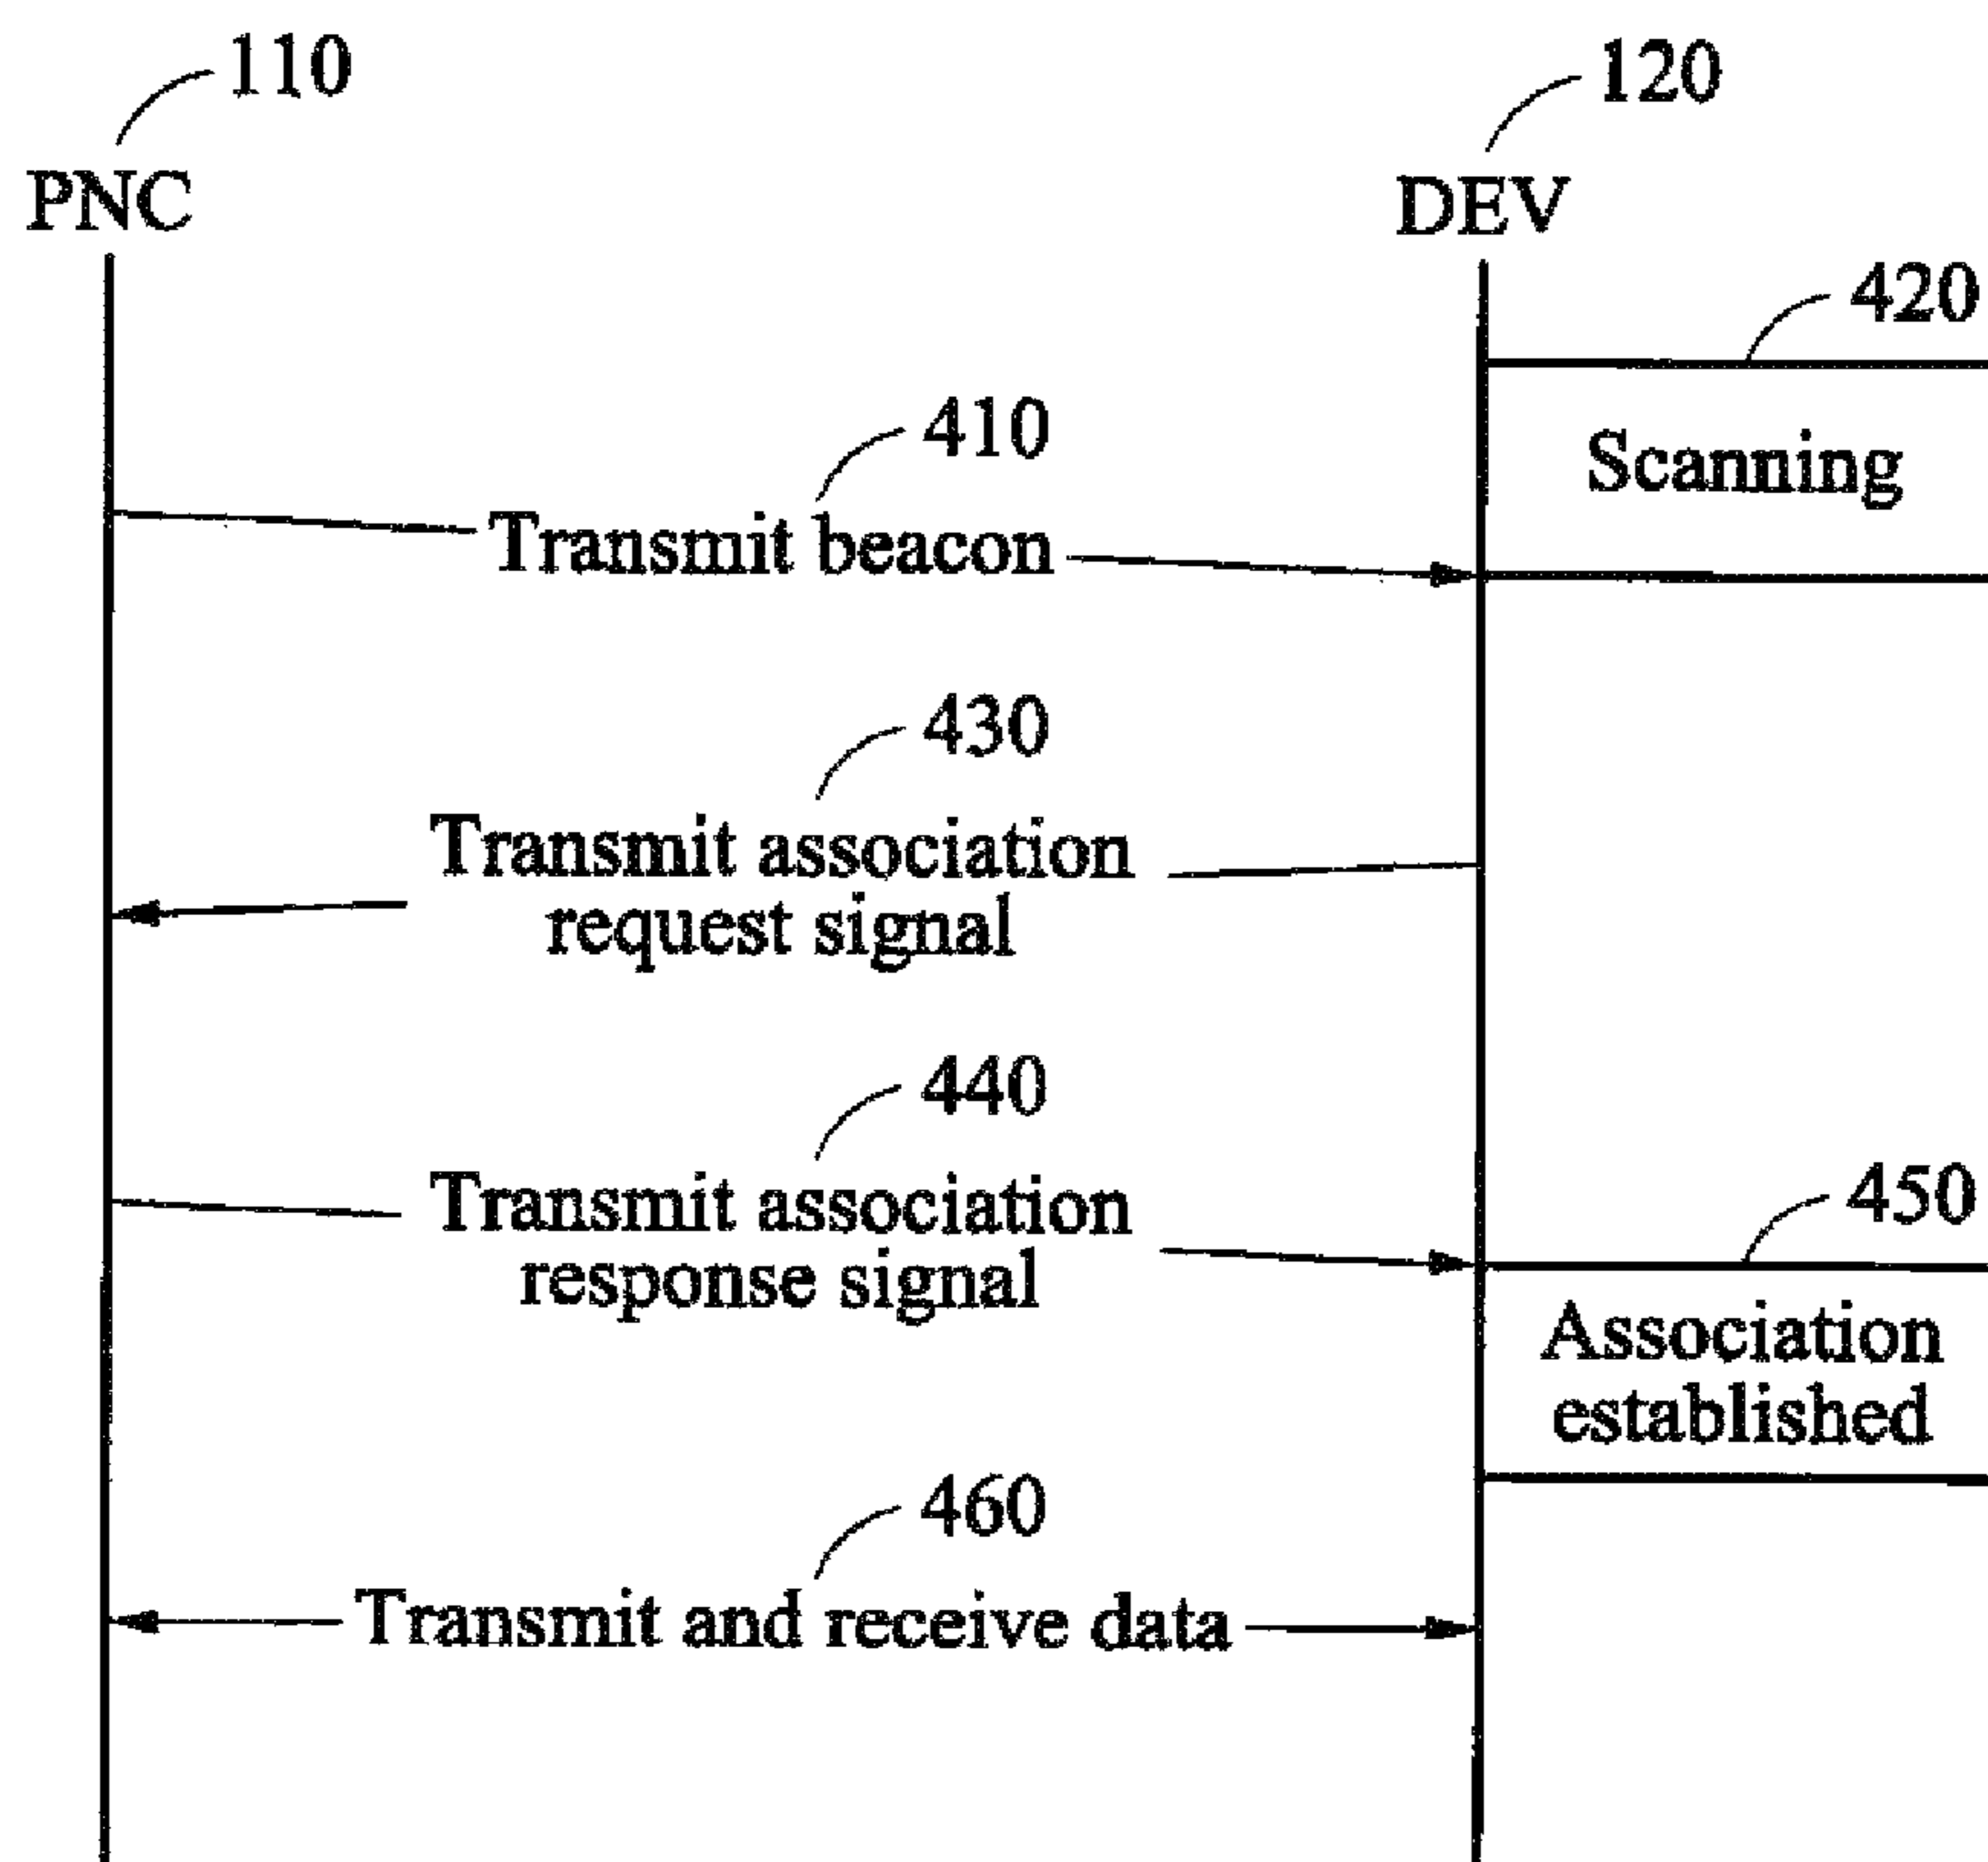 110
120
PNC
DEV
420
410
Scanning
Transmit beacon
430
Transmit association
request signal
440
Transmit association
response signal
450
Association
established
460
Transmit and receive data